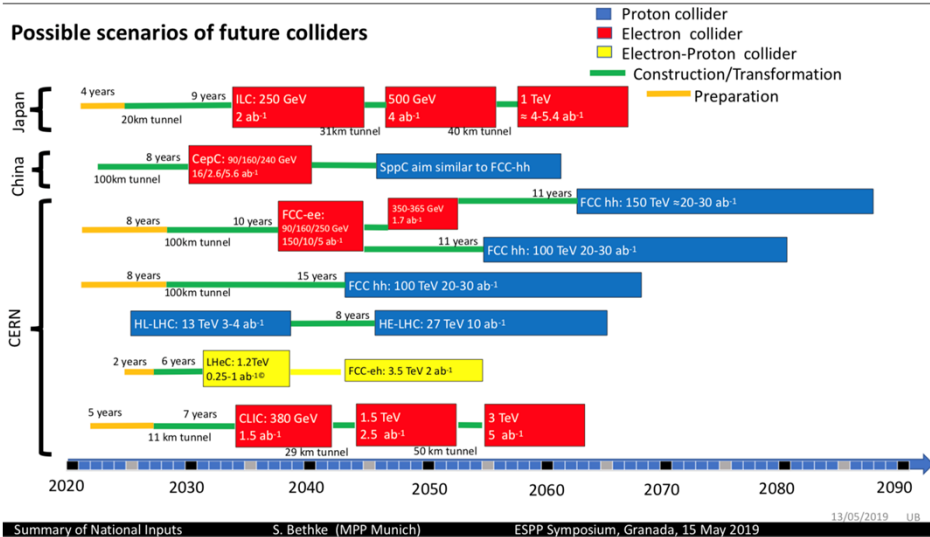 Possible scenarios of future colliders
Proton collider
Electron collider
Electron-Proton collider
Construction/Transformation
Preparation
Japan
4 years
9 years
20km tunnel
ILC: 250 GeV
2 ab⁻¹
31km tunnel
500 GeV
4 ab⁻¹
40 km tunnel
1 TeV
≈ 4-5.4 ab⁻¹
China
8 years
100km tunnel
CepC: 90/160/240 GeV
16/2.6/5.6 ab⁻¹
SppC aim similar to FCC-hh
CERN
8 years
10 years
100km tunnel
FCC-ee:
90/160/250 GeV
150/10/5 ab⁻¹
350-365 GeV
1.7 ab⁻¹
11 years
FCC hh: 150 TeV ≈20-30 ab⁻¹
11 years
FCC hh: 100 TeV 20-30 ab⁻¹
8 years
15 years
100km tunnel
FCC hh: 100 TeV 20-30 ab⁻¹
HL-LHC: 13 TeV 3-4 ab⁻¹
8 years
HE-LHC: 27 TeV 10 ab⁻¹
2 years
6 years
LHeC: 1.2TeV
0.25-1 ab⁻¹©
FCC-eh: 3.5 TeV 2 ab⁻¹
5 years
7 years
11 km tunnel
CLIC: 380 GeV
1.5 ab⁻¹
29 km tunnel
1.5 TeV
2.5 ab⁻¹
50 km tunnel
3 TeV
5 ab⁻¹
2020 2030 2040 2050 2060 2070 2080 2090
13/05/2019 UB
Summary of National Inputs S. Bethke (MPP Munich) ESPP Symposium, Granada, 15 May 2019